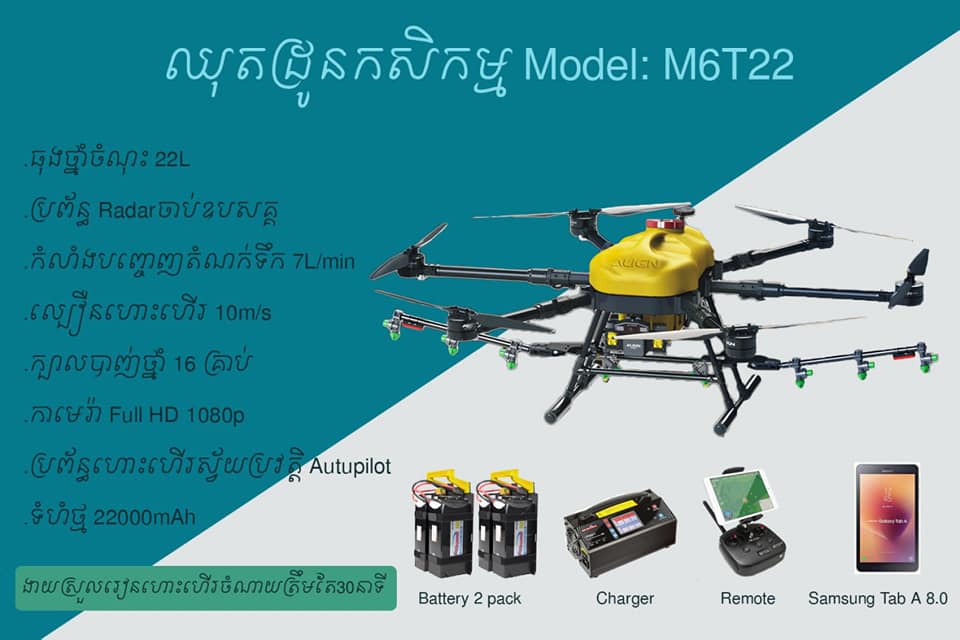 ឈុតដ្រូនកសិកម្ម Model: M6T22
.ធុងថ្នាំចំណុះ 22L
.ប្រព័ន្ធ Radarចាប់ឧបសគ្គ
.កំលាំងបញ្ចេញតំណក់ទឹក 7L/min
.ល្បឿនហោះហើរ 10m/s
.ក្បាលបាញ់ថ្នាំ 16 គ្រាប់
.កាមេរ៉ា Full HD 1080p
.ប្រព័ន្ធហោះហើរស្វ័យប្រវត្តិ Autupilot
.ទំហំថ្ម 22000mAh
ងាយស្រួលរៀនហោះហើរចំណាយត្រឹមតែ30នាទី
ALIGN
Battery 2 pack
Charger
Remote
Samsung Tab A 8.0
Galaxy Tab A